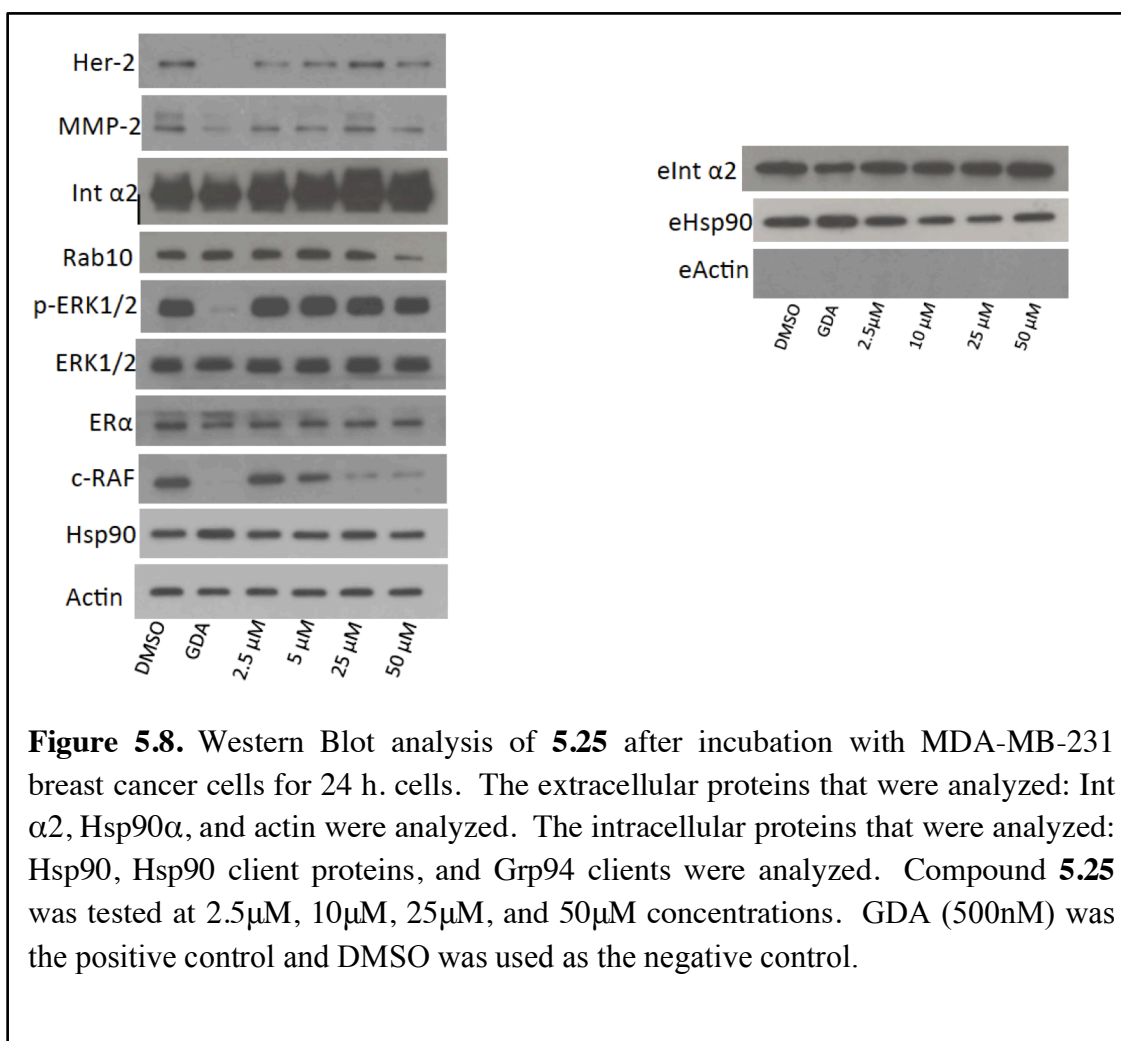 Her-2
MMP-2
Int α2
Rab10
p-ERK1/2
ERK1/2
ERα
c-RAF
Hsp90
Actin
DMSO GDA 2.5 μM 5 μM 25 μM 50 μM
eInt α2
eHsp90
eActin
DMSO GDA 2.5μM 10 μM 25 μM 50 μM
Figure 5.8. Western Blot analysis of 5.25 after incubation with MDA-MB-231
breast cancer cells for 24 h. cells. The extracellular proteins that were analyzed: Int
α2, Hsp90α, and actin were analyzed. The intracellular proteins that were analyzed:
Hsp90, Hsp90 client proteins, and Grp94 clients were analyzed. Compound 5.25
was tested at 2.5μM, 10μM, 25μM, and 50μM concentrations. GDA (500nM) was
the positive control and DMSO was used as the negative control.